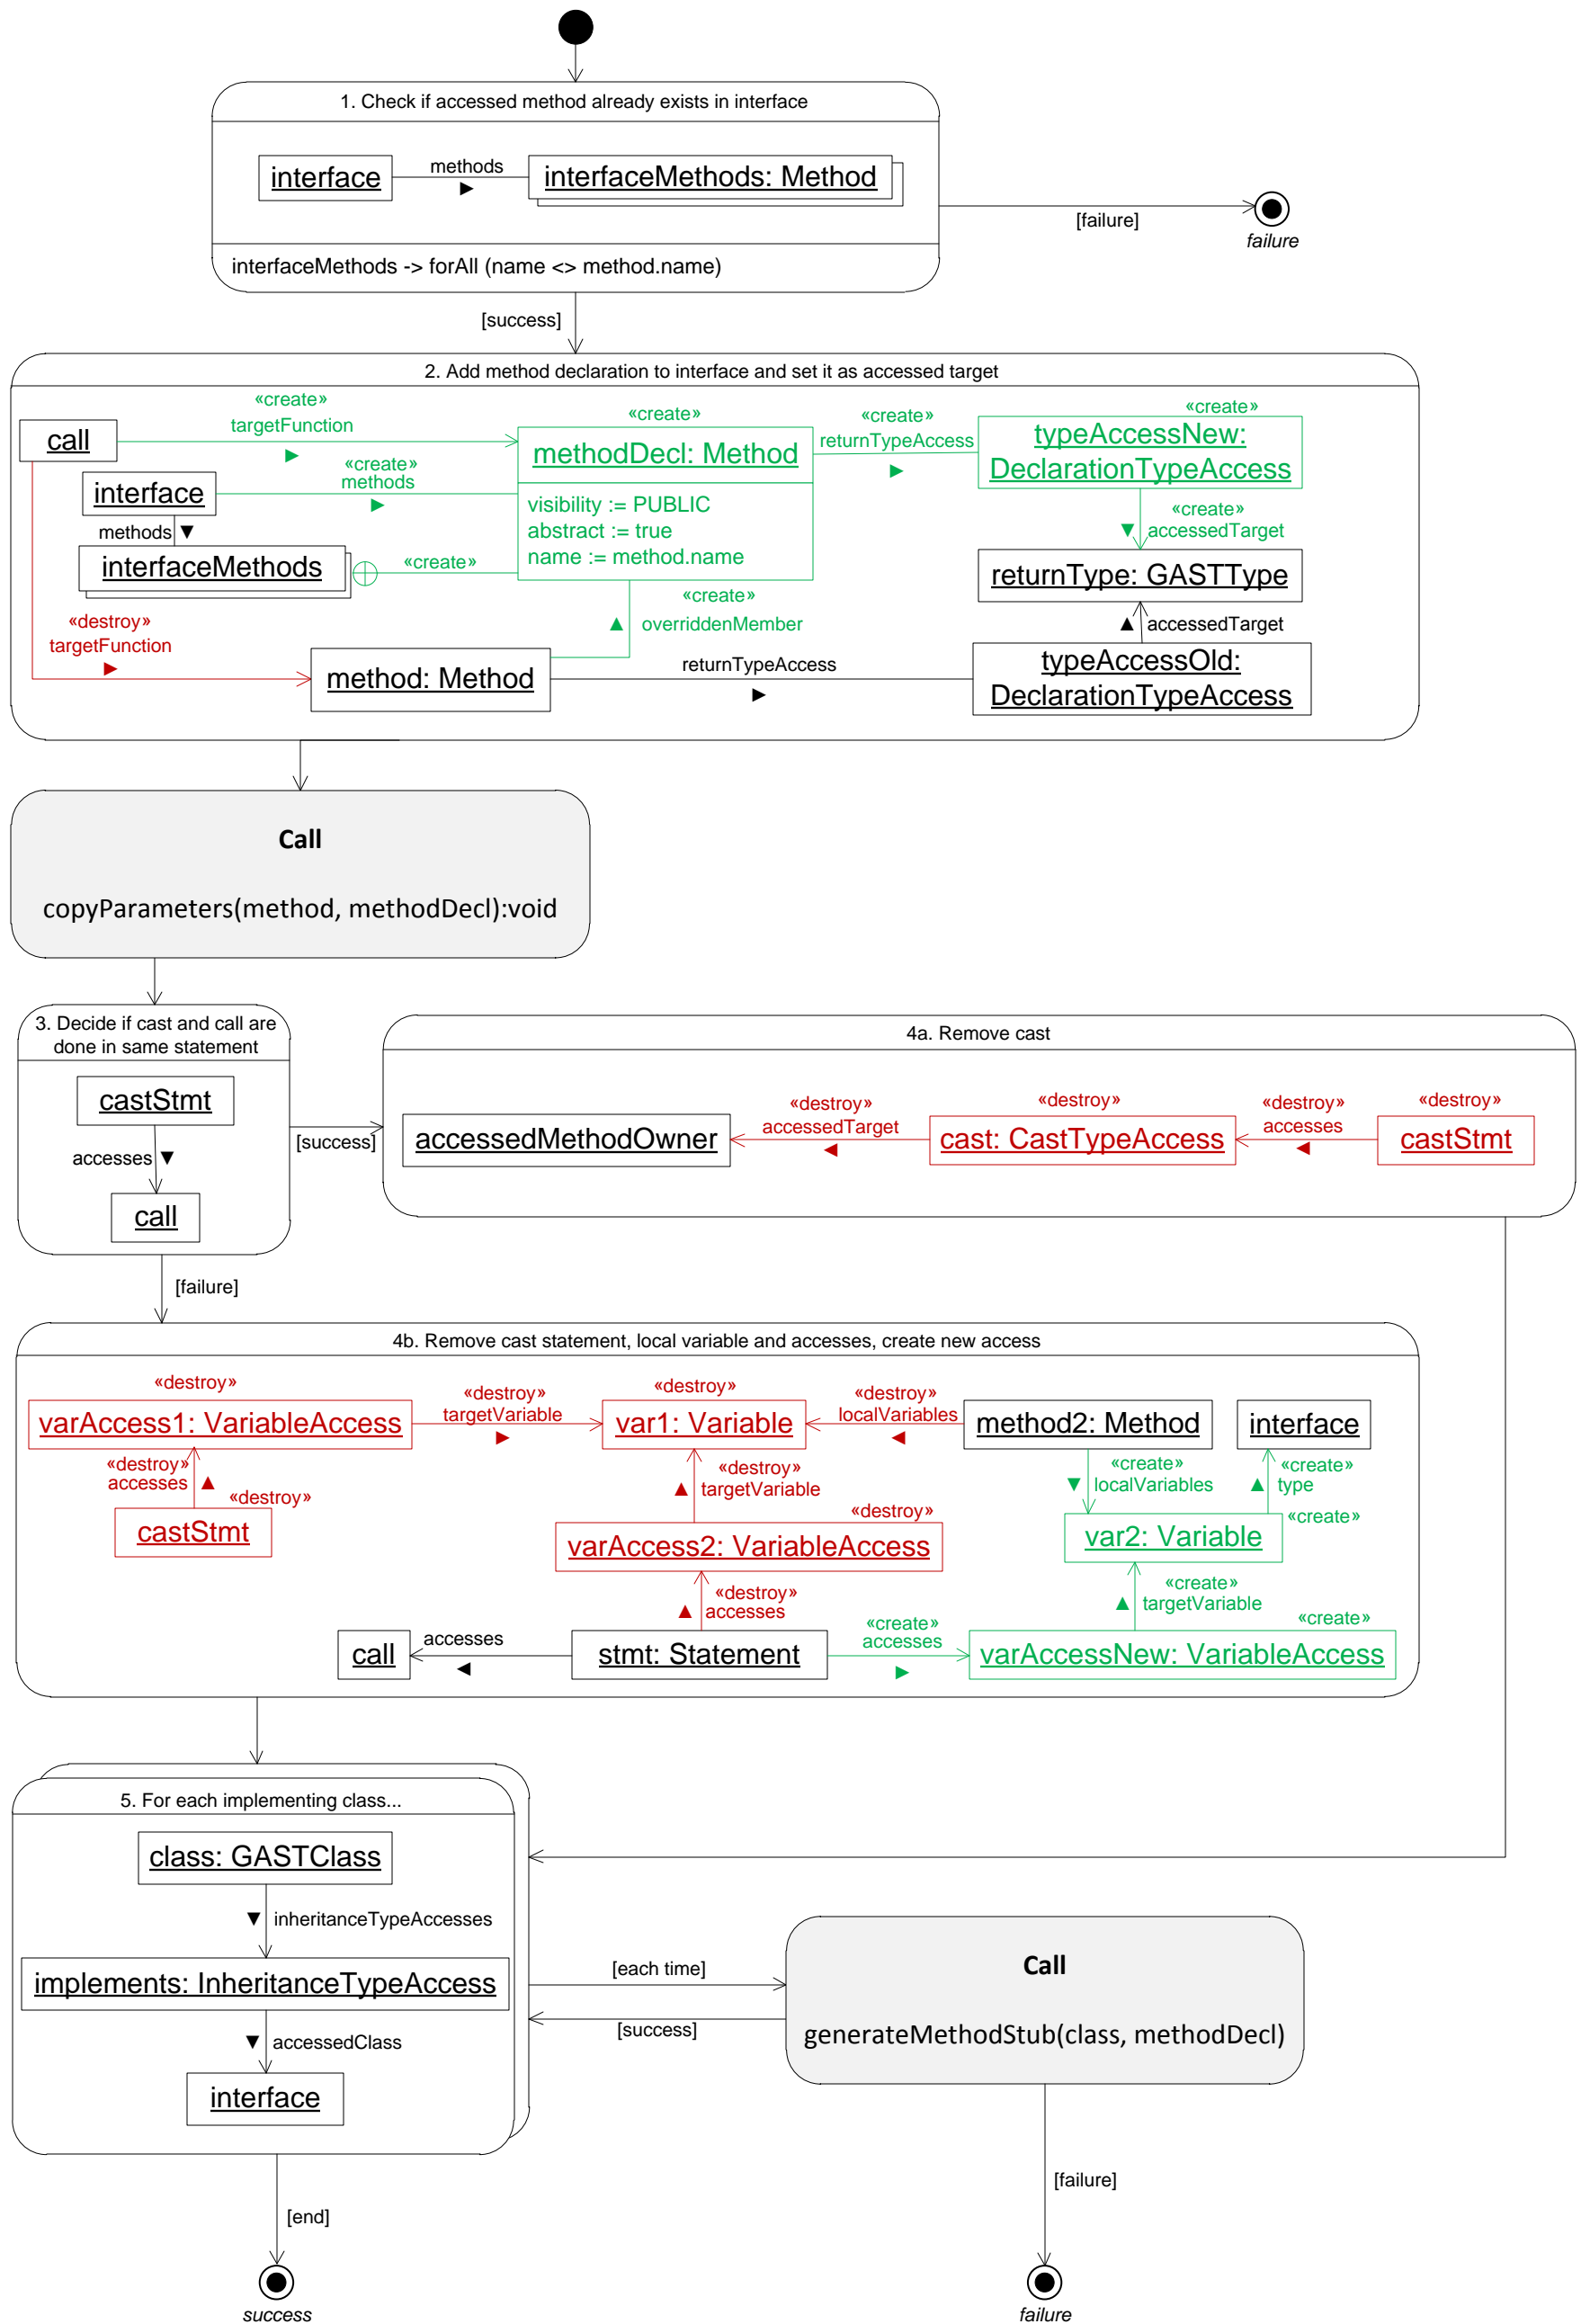 1. Check if accessed method already exists in interface
interface
methods
►
interfaceMethods: Method
interfaceMethods -> forAll (name <> method.name)
[failure]
failure
[success]
2. Add method declaration to interface and set it as accessed target
call
«create»
targetFunction
►
interface
«create»
methods
►
methods ▼
interfaceMethods
«create»
«create»
methodDecl: Method
visibility := PUBLIC
abstract := true
name := method.name
«create»
returnTypeAccess
►
«create»
typeAccessNew:
DeclarationTypeAccess
«create»
▼ accessedTarget
returnType: GASTType
▲ accessedTarget
typeAccessOld:
DeclarationTypeAccess
«create»
▲ overriddenMember
«destroy»
targetFunction
►
method: Method
returnTypeAccess
►
Call
copyParameters(method, methodDecl):void
3. Decide if cast and call are
done in same statement
castStmt
accesses ▼
call
[success]
4a. Remove cast
accessedMethodOwner
«destroy»
accessedTarget
◄
«destroy»
cast: CastTypeAccess
«destroy»
accesses
◄
«destroy»
castStmt
[failure]
4b. Remove cast statement, local variable and accesses, create new access
«destroy»
varAccess1: VariableAccess
«destroy»
targetVariable
►
«destroy»
var1: Variable
«destroy»
localVariables
◄
method2: Method
interface
«destroy»
accesses ▲
«destroy»
castStmt
«destroy»
▲ targetVariable
«destroy»
varAccess2: VariableAccess
«create»
▼ localVariables
«create»
▲ type
«create»
var2: Variable
«destroy»
▲ accesses
«create»
▲ targetVariable
call
accesses
◄
stmt: Statement
«create»
accesses
►
«create»
varAccessNew: VariableAccess
5. For each implementing class...
class: GASTClass
▼ inheritanceTypeAccesses
implements: InheritanceTypeAccess
▼ accessedClass
interface
[each time]
[success]
Call
generateMethodStub(class, methodDecl)
[end]
success
[failure]
failure